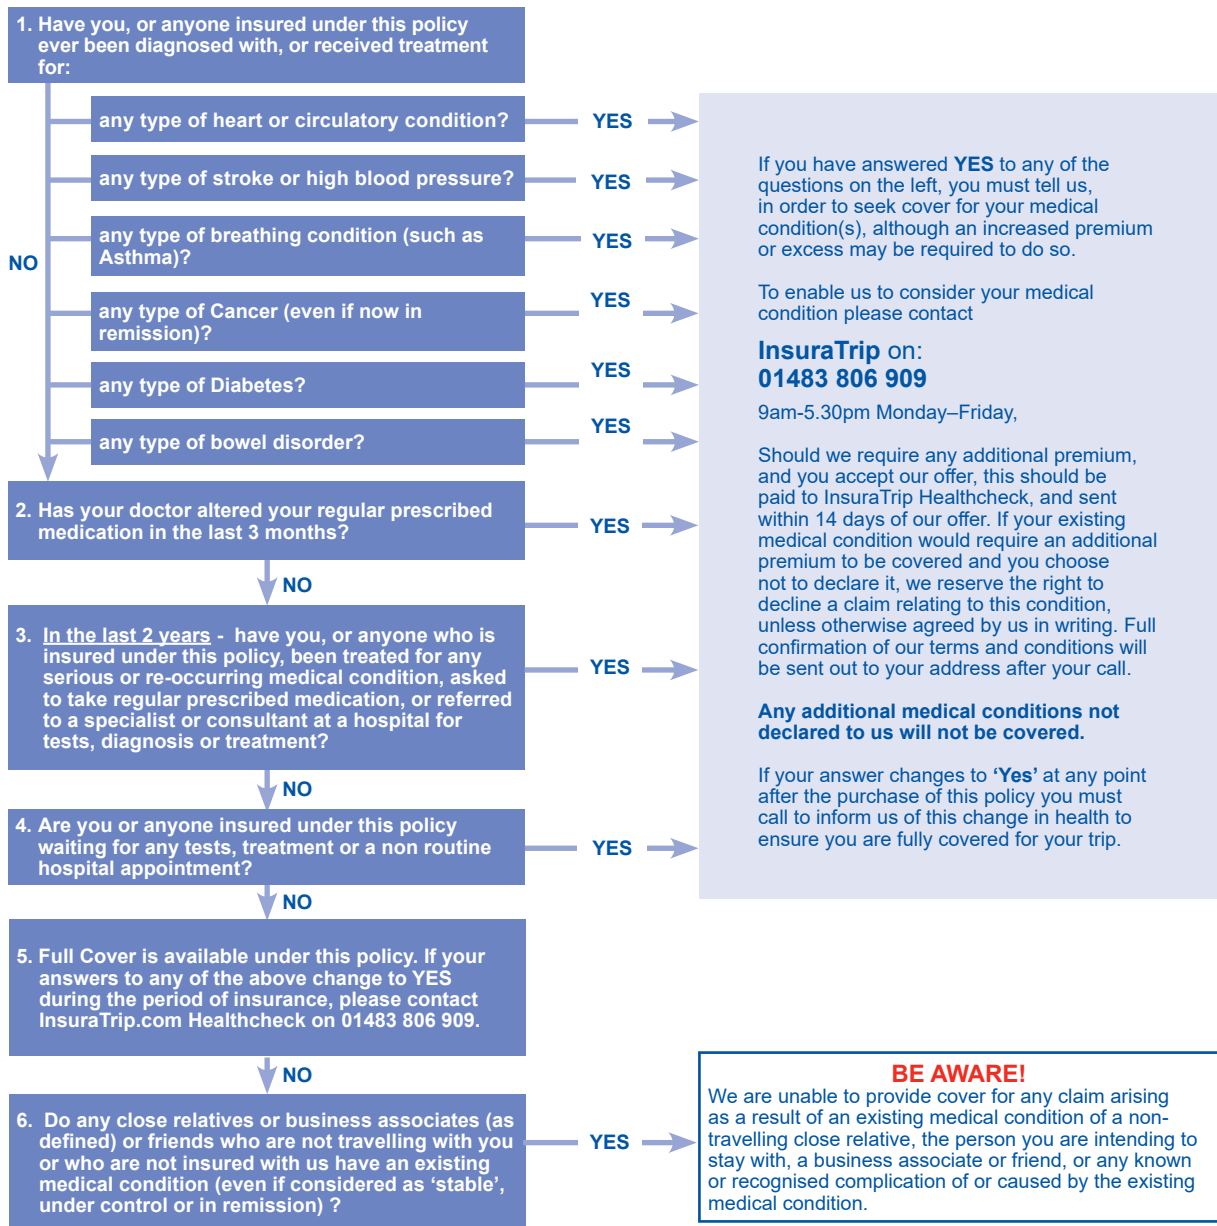 1. Have you, or anyone insured under this policy
ever been diagnosed with, or received treatment
for:
any type of heart or circulatory condition?
YES
any type of stroke or high blood pressure?
YES
any type of breathing condition (such as
Asthma)?
YES
NO
any type of Cancer (even if now in
remission)?
YES
any type of Diabetes?
YES
any type of bowel disorder?
YES
2. Has your doctor altered your regular prescribed
medication in the last 3 months?
YES
NO
3. In the last 2 years - have you, or anyone who is
insured under this policy, been treated for any
serious or re-occurring medical condition, asked
to take regular prescribed medication, or referred
to a specialist or consultant at a hospital for
tests, diagnosis or treatment?
YES
NO
4. Are you or anyone insured under this policy
waiting for any tests, treatment or a non routine
hospital appointment?
YES
NO
5. Full Cover is available under this policy. If your
answers to any of the above change to YES
during the period of insurance, please contact
InsuraTrip.com Healthcheck on 01483 806 909.
NO
6. Do any close relatives or business associates (as
defined) or friends who are not travelling with you
or who are not insured with us have an existing
medical condition (even if considered as ‘stable’,
under control or in remission) ?
YES
If you have answered YES to any of the
questions on the left, you must tell us,
in order to seek cover for your medical
condition(s), although an increased premium
or excess may be required to do so.
To enable us to consider your medical
condition please contact
InsuraTrip on:
01483 806 909
9am-5.30pm Monday–Friday,
Should we require any additional premium,
and you accept our offer, this should be
paid to InsuraTrip Healthcheck, and sent
within 14 days of our offer. If your existing
medical condition would require an additional
premium to be covered and you choose
not to declare it, we reserve the right to
decline a claim relating to this condition,
unless otherwise agreed by us in writing. Full
confirmation of our terms and conditions will
be sent out to your address after your call.
Any additional medical conditions not
declared to us will not be covered.
If your answer changes to ‘Yes’ at any point
after the purchase of this policy you must
call to inform us of this change in health to
ensure you are fully covered for your trip.
BE AWARE!
We are unable to provide cover for any claim arising
as a result of an existing medical condition of a non-
travelling close relative, the person you are intending to
stay with, a business associate or friend, or any known
or recognised complication of or caused by the existing
medical condition.